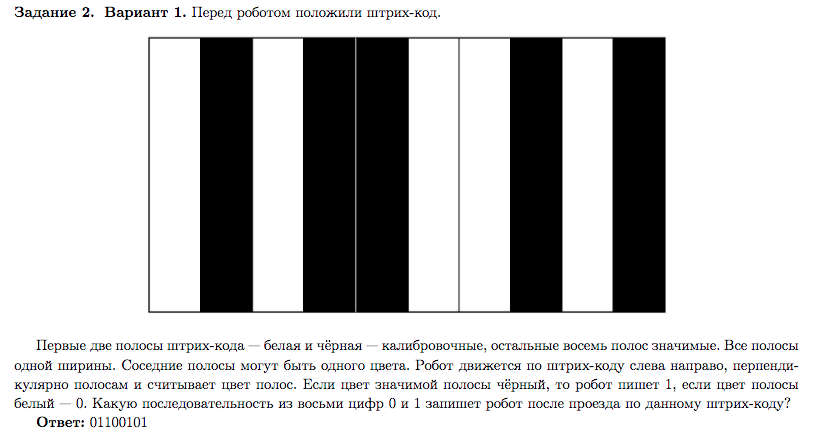 Задание 2. Вариант 1. Перед роботом положили штрих-код.
Первые две полосы штрих-кода — белая и чёрная — калибровочные, остальные восемь полос значимые. Все полосы
одной ширины. Соседние полосы могут быть одного цвета. Робот движется по штрих-коду слева направо, перпенди-
кулярно полосам и считывает цвет полос. Если цвет значимой полосы чёрный, то робот пишет 1, если цвет полосы
белый — 0. Какую последовательность из восьми цифр 0 и 1 запишет робот после проезда по данному штрих-коду?
Ответ: 01100101